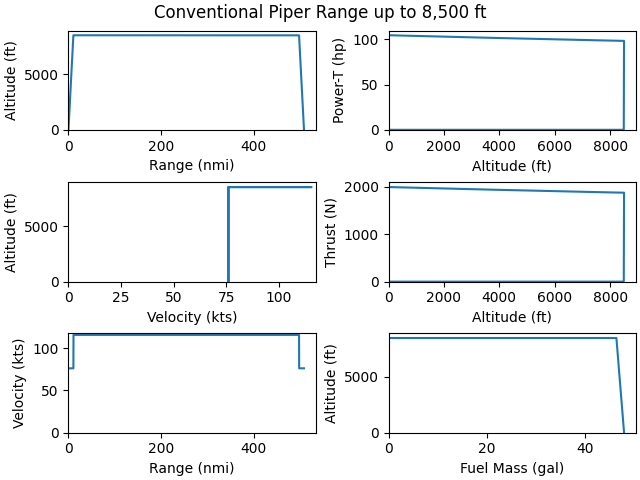 Conventional Piper Range up to 8,500 ft
Altitude (ft)
5000
0
0 200 400
Range (nmi)
Power-T (hp)
100
50
0
0 2000 4000 6000 8000
Altitude (ft)
Altitude (ft)
5000
0
0 25 50 75 100
Velocity (kts)
Thrust (N)
2000
1000
0
0 2000 4000 6000 8000
Altitude (ft)
Velocity (kts)
100
50
0
0 200 400
Range (nmi)
Altitude (ft)
5000
0
0 20 40
Fuel Mass (gal)